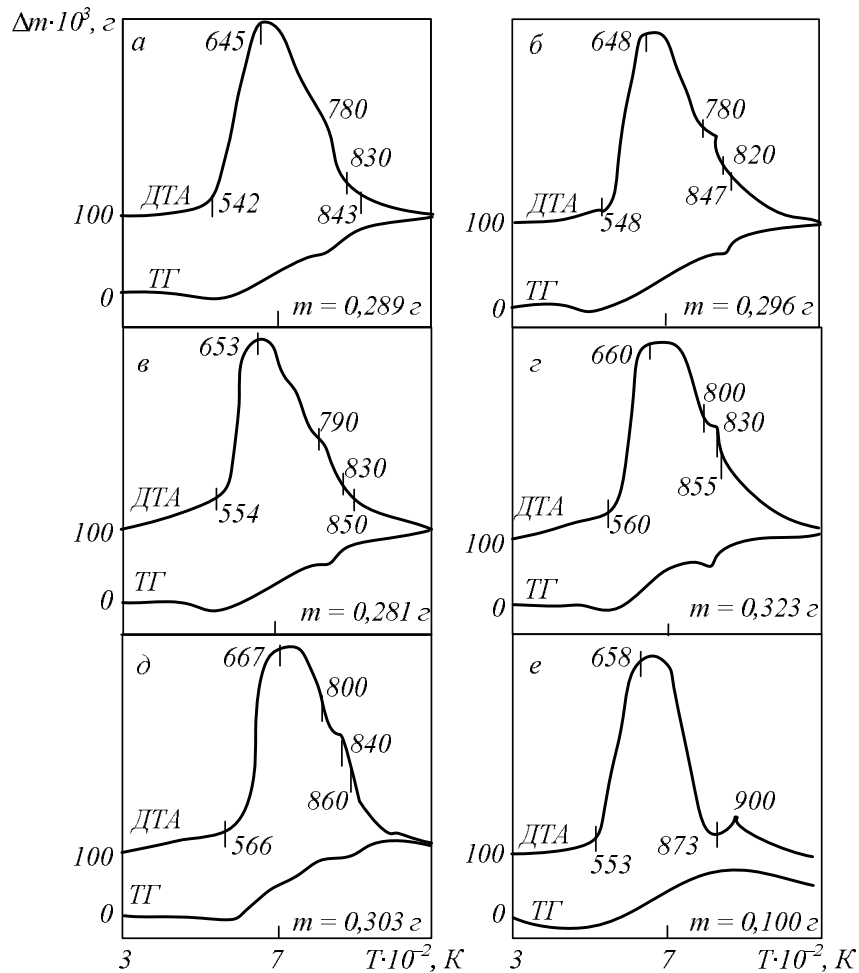 Δm·10³, г
а
645
780
830
ДТА
542
843
100
ТГ
0
m = 0,289 г
б
648
780
820
ДТА
847
548
100
ТГ
0
m = 0,296 г
в
653
790
830
ДТА
554
850
100
ТГ
0
m = 0,281 г
г
660
800
830
ДТА
855
560
100
ТГ
0
m = 0,323 г
д
667
800
840
860
ДТА
566
100
ТГ
0
m = 0,303 г
е
658
900
ДТА
873
553
100
ТГ
0
m = 0,100 г
3
7
T·10⁻², К
3
7
T·10⁻², К